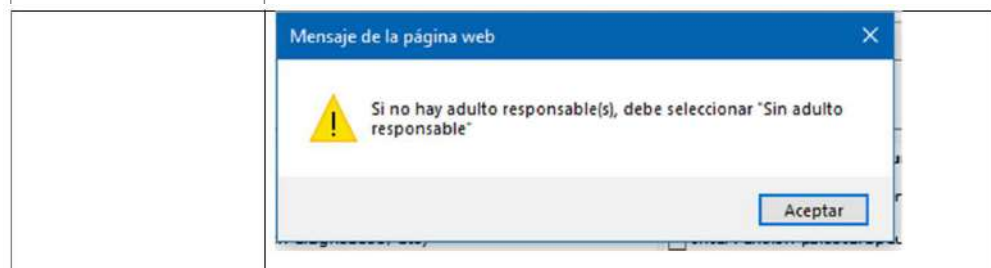 Mensaje de la página web
Si no hay adulto responsable(s), debe seleccionar "Sin adulto
responsable"
Aceptar